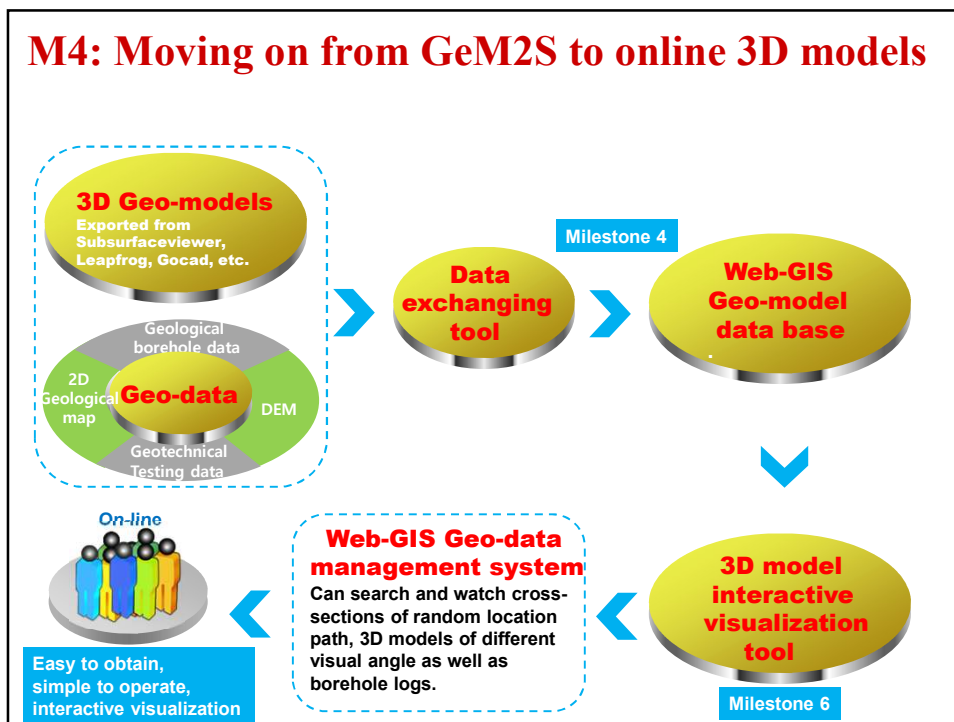 M4: Moving on from GeM2S to online 3D models
3D Geo-models
Exported from
Subsurfaceviewer,
Leapfrog, Gocad, etc.
Geological
borehole data
2D
Geological
map
Geo-data
DEM
Geotechnical
Testing data
Data
exchanging
tool
Milestone 4
Web-GIS
Geo-model
data base
.
3D model
interactive
visualization
tool
Milestone 6
Web-GIS Geo-data
management system
Can search and watch cross-
sections of random location
path, 3D models of different
visual angle as well as
borehole logs.
On-line
Easy to obtain,
simple to operate,
interactive visualization